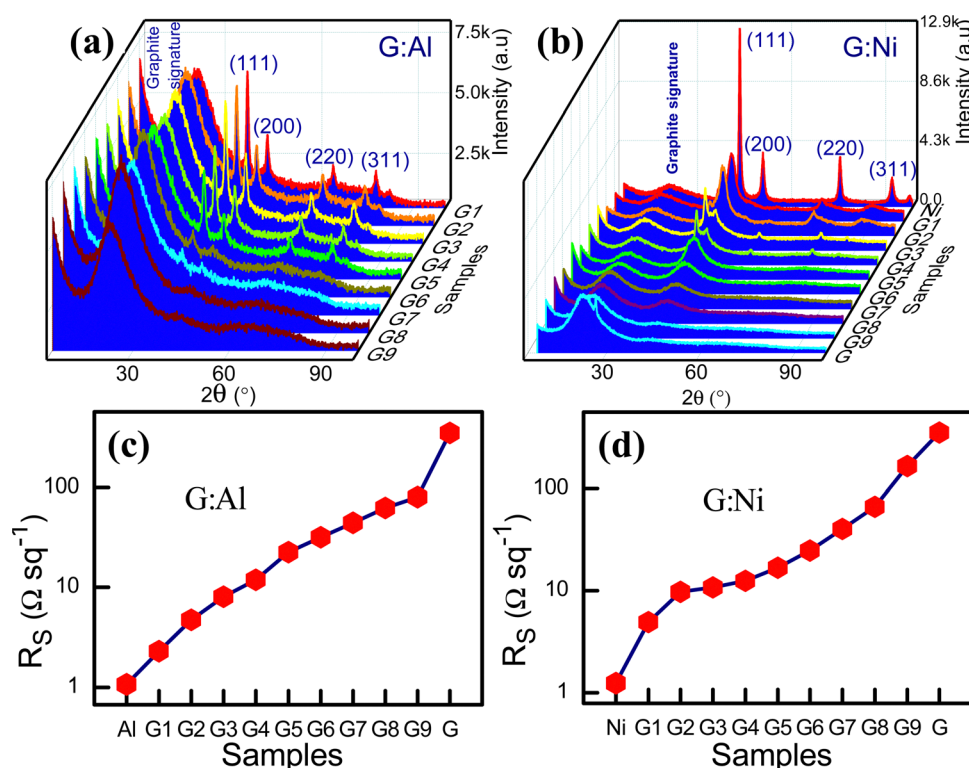 (a)
Graphite
signature
G:Al
(111)
(200)
(220)
(311)
7.5k
5.0k
2.5k
Intensity (a.u)
G1
G2
G3
G4
G5
G6
G7
G8
G9
Samples
30
60
90
2θ (°)
(b)
Graphite signature
G:Ni
(111)
(200)
(220)
(311)
12.9k
8.6k
4.3k
0.0
Intensity (a.u)
Ni
G1
G2
G3
G4
G5
G6
G7
G8
G9
G
Samples
30
60
90
2θ (°)
(c)
G:Al
100
10
1
R_S (Ω sq⁻¹)
Al G1 G2 G3 G4 G5 G6 G7 G8 G9 G
Samples
(d)
G:Ni
100
10
1
R_S (Ω sq⁻¹)
Ni G1 G2 G3 G4 G5 G6 G7 G8 G9 G
Samples